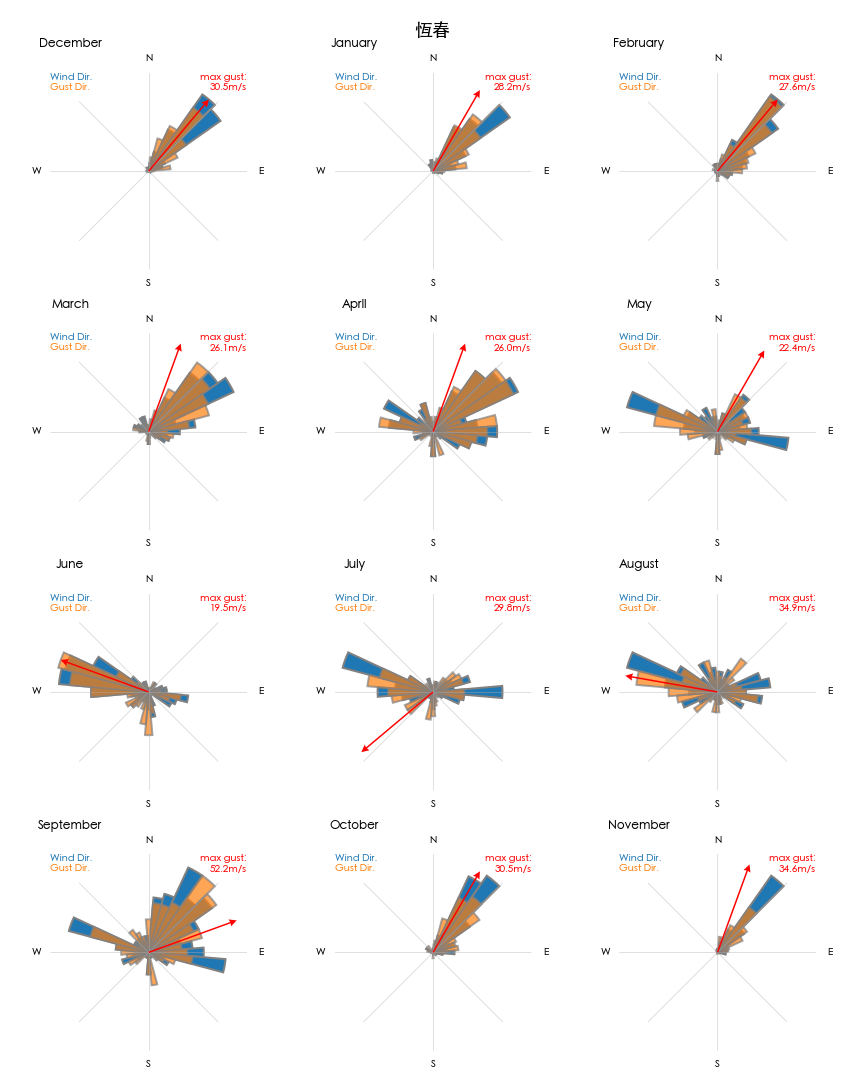 恆春
December
N
Wind Dir.
Gust Dir.
max gust:
30.5m/s
W
E
S
January
N
Wind Dir.
Gust Dir.
max gust:
28.2m/s
W
E
S
February
N
Wind Dir.
Gust Dir.
max gust:
27.6m/s
W
E
S
March
N
Wind Dir.
Gust Dir.
max gust:
26.1m/s
W
E
S
April
N
Wind Dir.
Gust Dir.
max gust:
26.0m/s
W
E
S
May
N
Wind Dir.
Gust Dir.
max gust:
22.4m/s
W
E
S
June
N
Wind Dir.
Gust Dir.
max gust:
19.5m/s
W
E
S
July
N
Wind Dir.
Gust Dir.
max gust:
29.8m/s
W
E
S
August
N
Wind Dir.
Gust Dir.
max gust:
34.9m/s
W
E
S
September
N
Wind Dir.
Gust Dir.
max gust:
52.2m/s
W
E
S
October
N
Wind Dir.
Gust Dir.
max gust:
30.5m/s
W
E
S
November
N
Wind Dir.
Gust Dir.
max gust:
34.6m/s
W
E
S